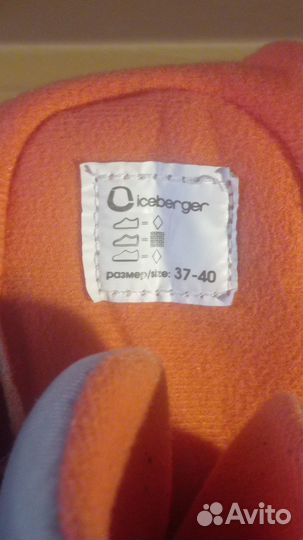 iceberger
=
=
=
размер/size: 37-40
Avito